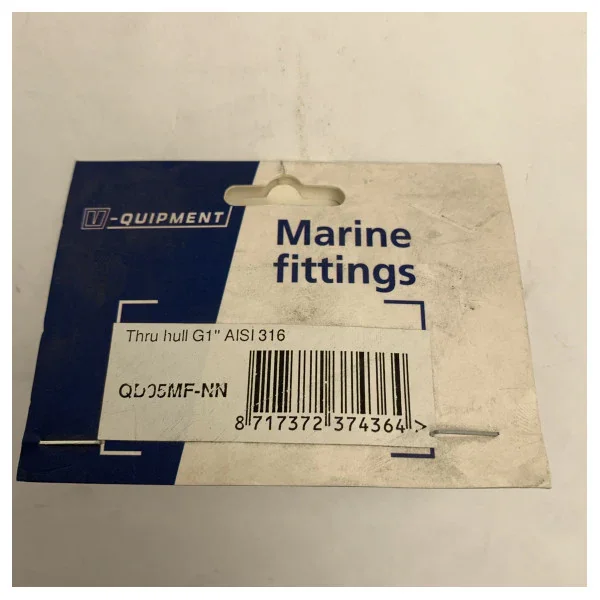 U-QUIPMENT
Marine
fittings
Thru hull G1" AISI 316
QD05MF-NN
8 717372 374364 >